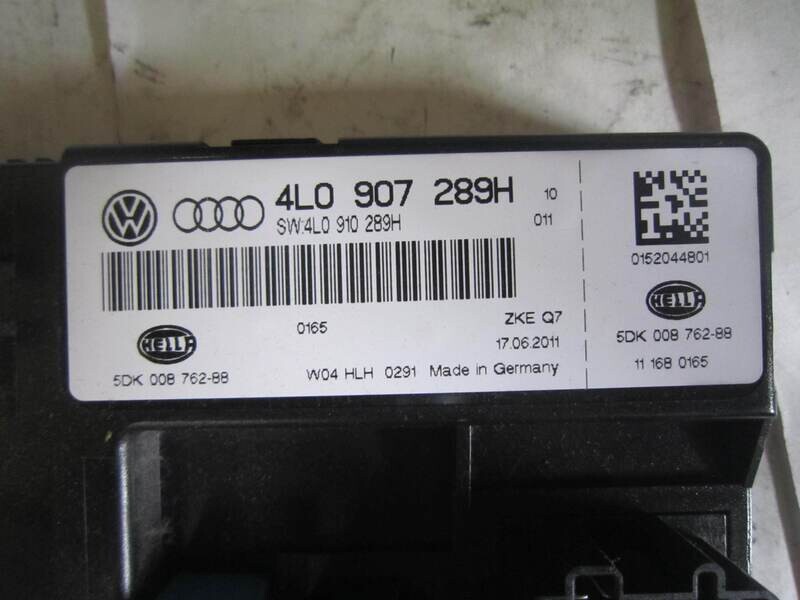 4L0 907 289H 10
SW:4L0 910 289H 011
0165
ZKE Q7
17.06.2011
HELLA
5DK 008 762-88
W04 HLH 0291 Made in Germany
0152044801
HELLA
5DK 008 762-88
11 168 0165